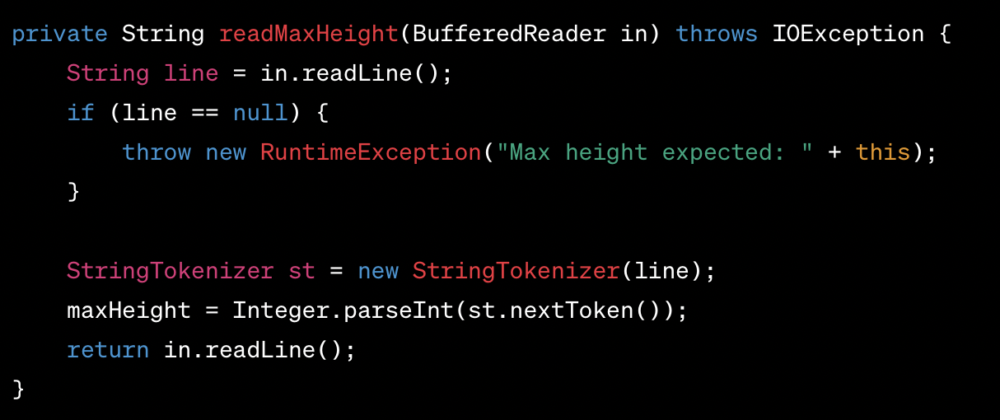 private String readMaxHeight(BufferedReader in) throws IOException {
    String line = in.readLine();
    if (line == null) {
        throw new RuntimeException("Max height expected: " + this);
    }

    StringTokenizer st = new StringTokenizer(line);
    maxHeight = Integer.parseInt(st.nextToken());
    return in.readLine();
}